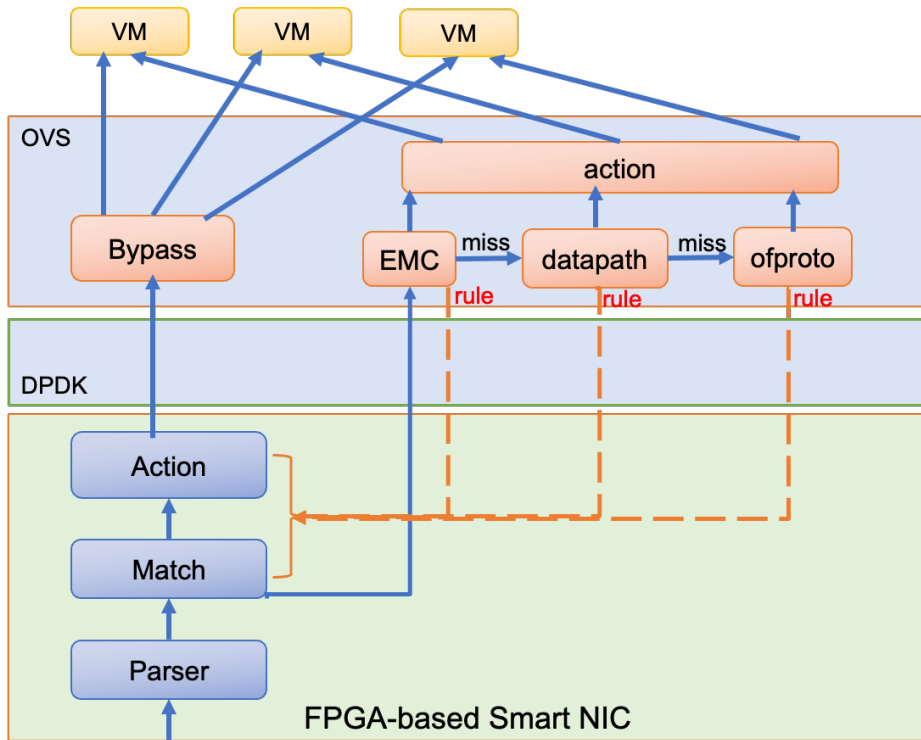 VM
VM
VM
OVS
action
Bypass
EMC
miss
datapath
miss
ofproto
rule
rule
rule
DPDK
Action
Match
Parser
FPGA-based Smart NIC